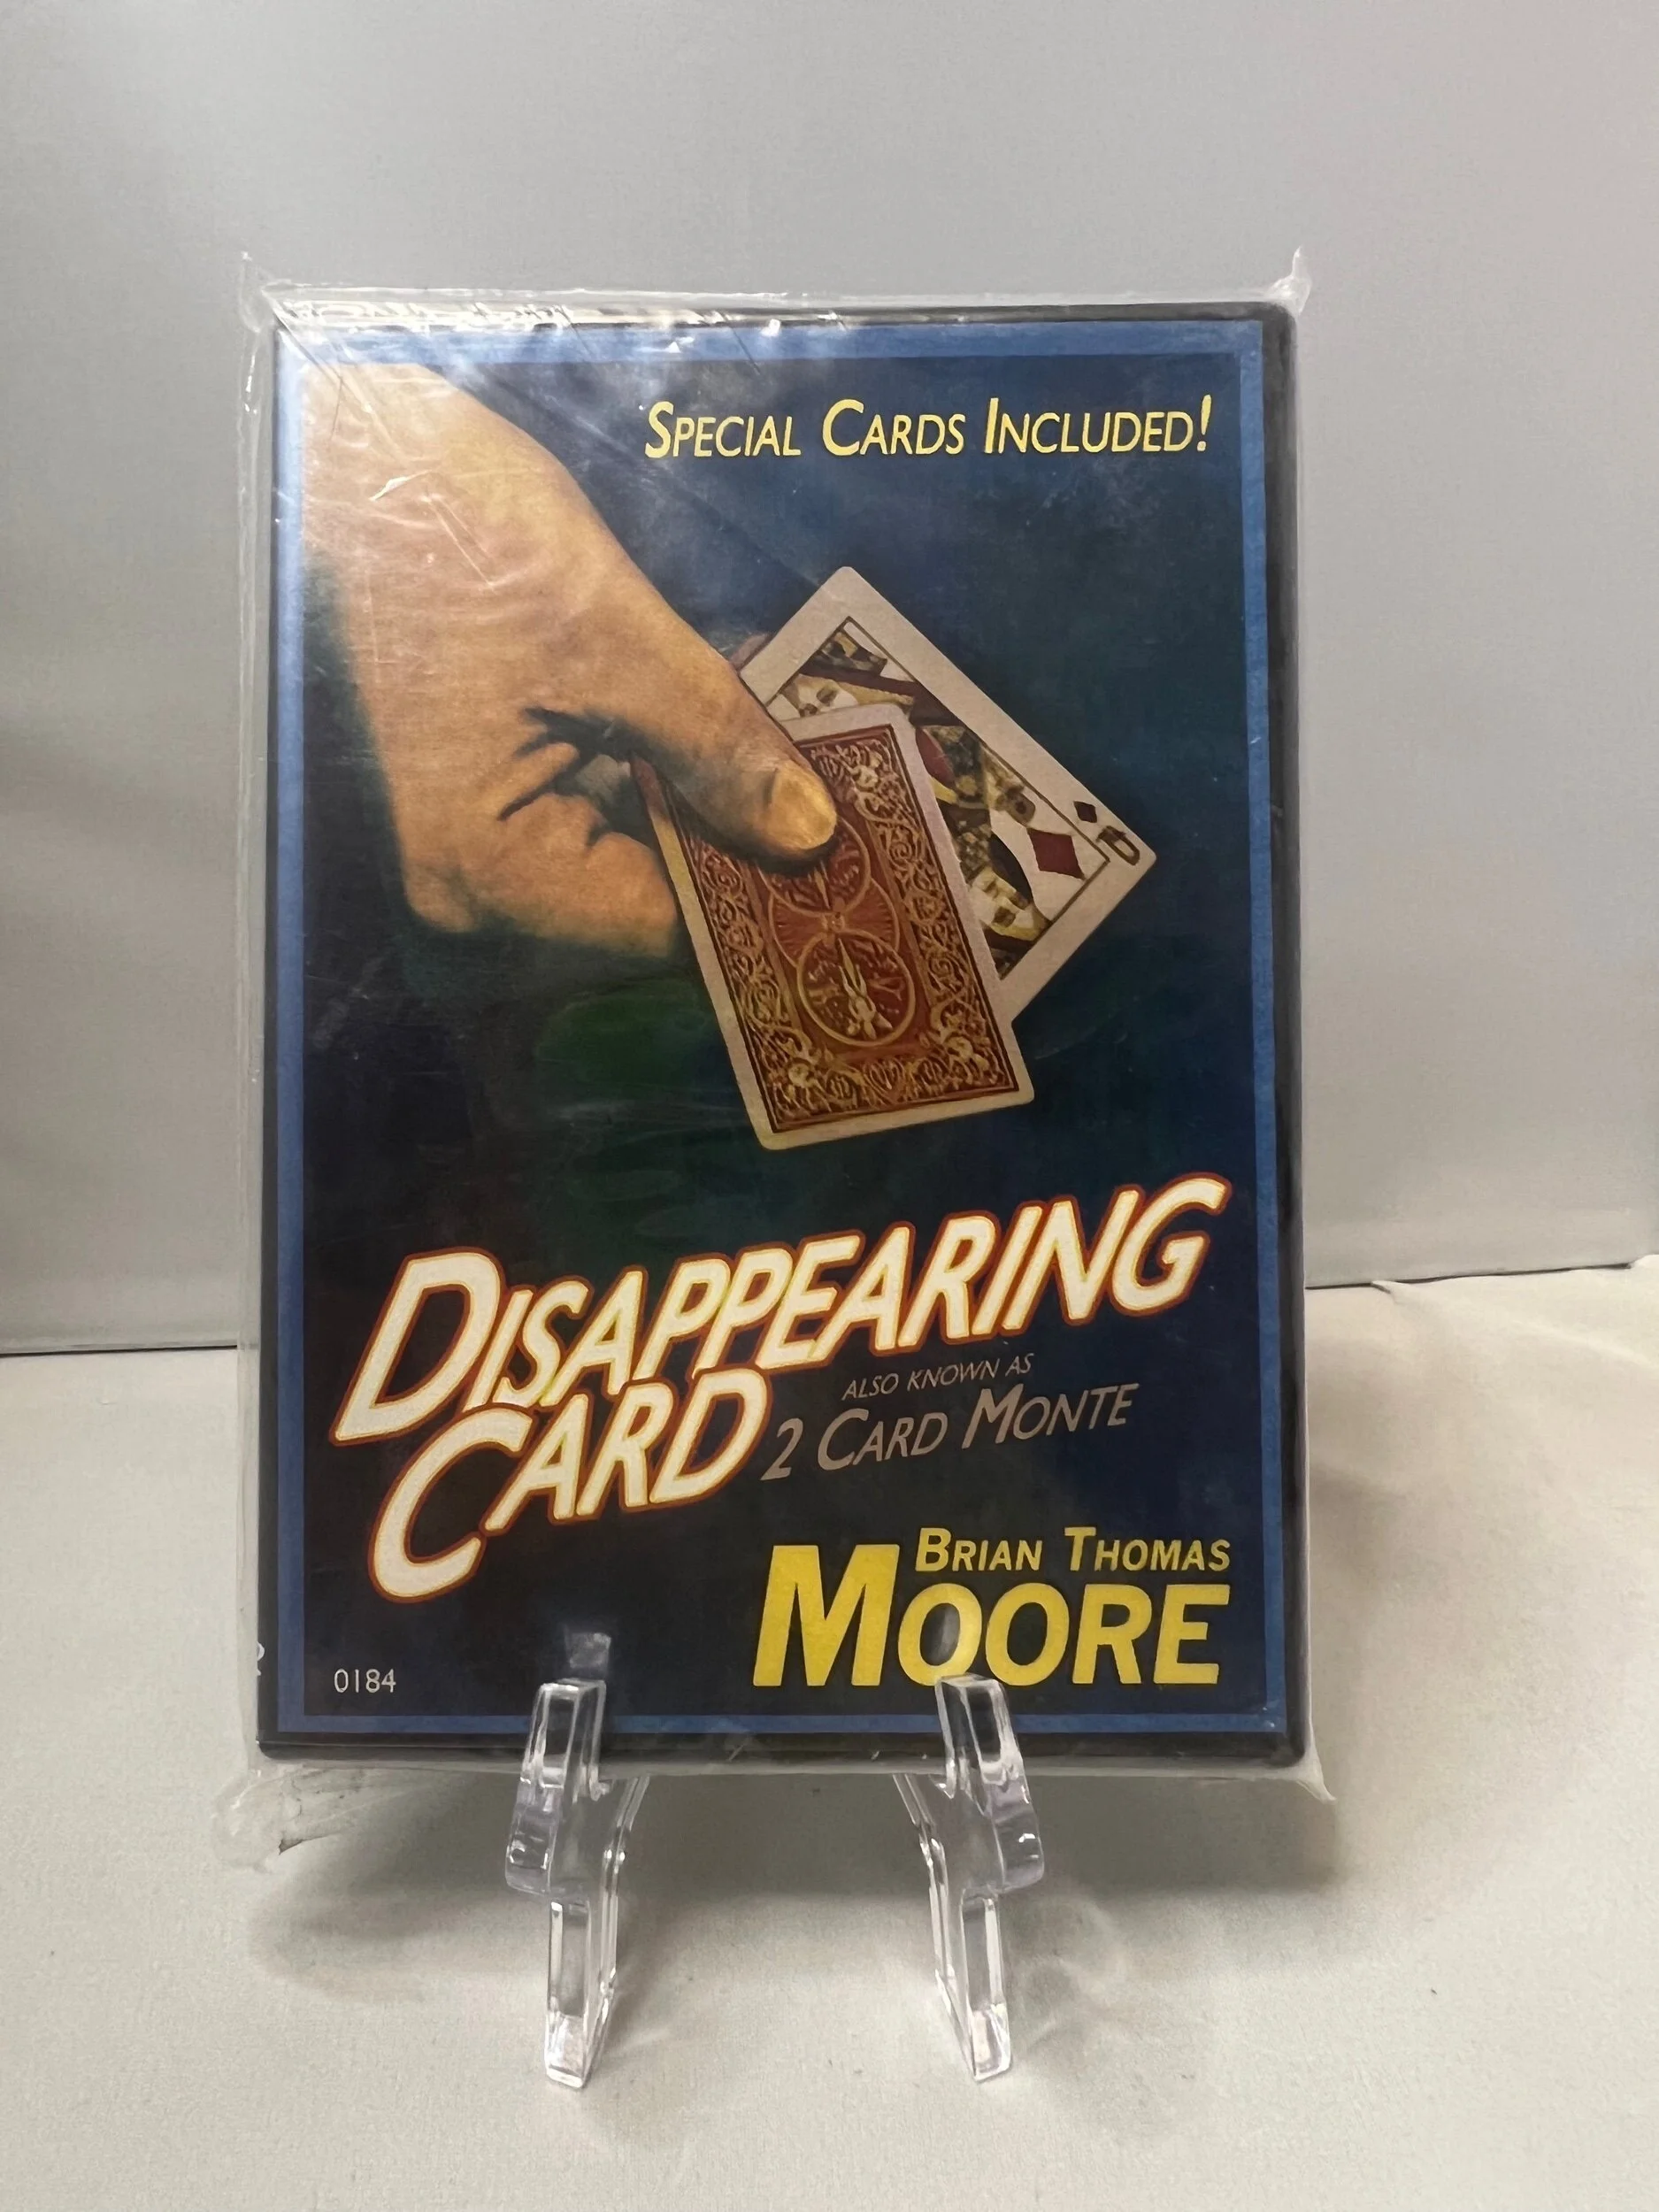 SPECIAL CARDS INCLUDED!
Q
DISAPPEARING
CARD
ALSO KNOWN AS
2 CARD MONTE
BRIAN THOMAS
MOORE
0184